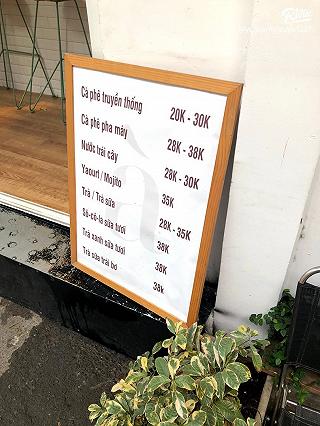 Cà phê truyền thống 20K - 30K
Cà phê pha máy 28K - 38K
Nước trái cây 28K - 30K
Yaourt / Mojito 35K
Trà / Trà sữa 28K - 35K
Sô-cô-la sữa tươi 38K
Trà xanh sữa tươi 38K
Trà sữa trái bơ 38k